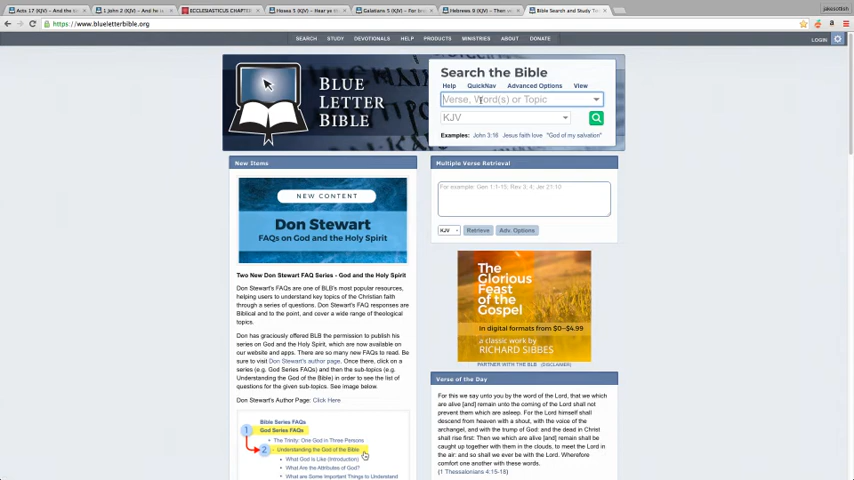 Acts 17 (KJV) - And the
1 John 2 (KJV) - And he is
ECCLESIASTICUS CHAPTER
Hosea 5 (KJV) - Hear ye
Galatians 5 (KJV) - For
Hebrews 9 (KJV) - Then
Bible Search and Study
https://www.blueletterbible.org
SEARCH STUDY DEVOTIONALS HELP PRODUCTS MINISTRIES ABOUT DONATE LOGIN
BLUE
LETTER
BIBLE
Search the Bible
Help QuickNav Advanced Options View
Verse, Word(s) or Topic
KJV
Examples: John 3:16 Jesus faith love "God of my salvation"
New Items
NEW CONTENT
Don Stewart
FAQs on God and the Holy Spirit
Two New Don Stewart FAQ Series - God and the Holy Spirit
Don Stewart's FAQs are one of BLB's most popular resources,
helping users to understand key topics of the Christian faith
through a series of questions. Don's FAQ responses are
Biblical and to the point, and cover a wide range of theological
topics.
Don has graciously offered BLB the permission to publish his
series on God and the Holy Spirit, which are now available on
our website and apps. There are so many new FAQs to read. Be
sure to visit Don Stewart's author page. Once there, click on a
series (e.g. God Series) and then the sub-topics (e.g.
Understanding the God of the Bible) in order to see the list of
questions for the given sub-topics. See image below.
Don Stewart's Author Page: Click Here
Bible Series FAQs
1 God Series FAQs
• The Trinity: One God is Three Persons
2 - Understanding the God of the Bible
• What God Is Like (Introduction)
• What Are the Attributes of God?
• What are Some Important Things to Understand
Multiple Verse Retrieval
For example: Gen 1:1-15; Rev 3, 4; Jer 21:10
KJV Retrieve Adv. Options
The
Glorious
Feast
of the
Gospel
in digital formats from $0–$4.99
a classic work by
RICHARD SIBBES
PARTNER WITH THE BLB (DISCLAIMER)
Verse of the Day
For this we say unto you by the word of the Lord, that we which
are alive [and] remain unto the coming of the Lord shall not
prevent them which are asleep. For the Lord himself shall
descend from heaven with a shout, with the voice of the
archangel, and with the trump of God: and the dead in Christ
shall rise first: Then we which are alive [and] remain shall be
caught up together with them in the clouds, to meet the Lord in
the air: and so shall we ever be with the Lord. Wherefore
comfort one another with these words.
(1 Thessalonians 4:15-18)